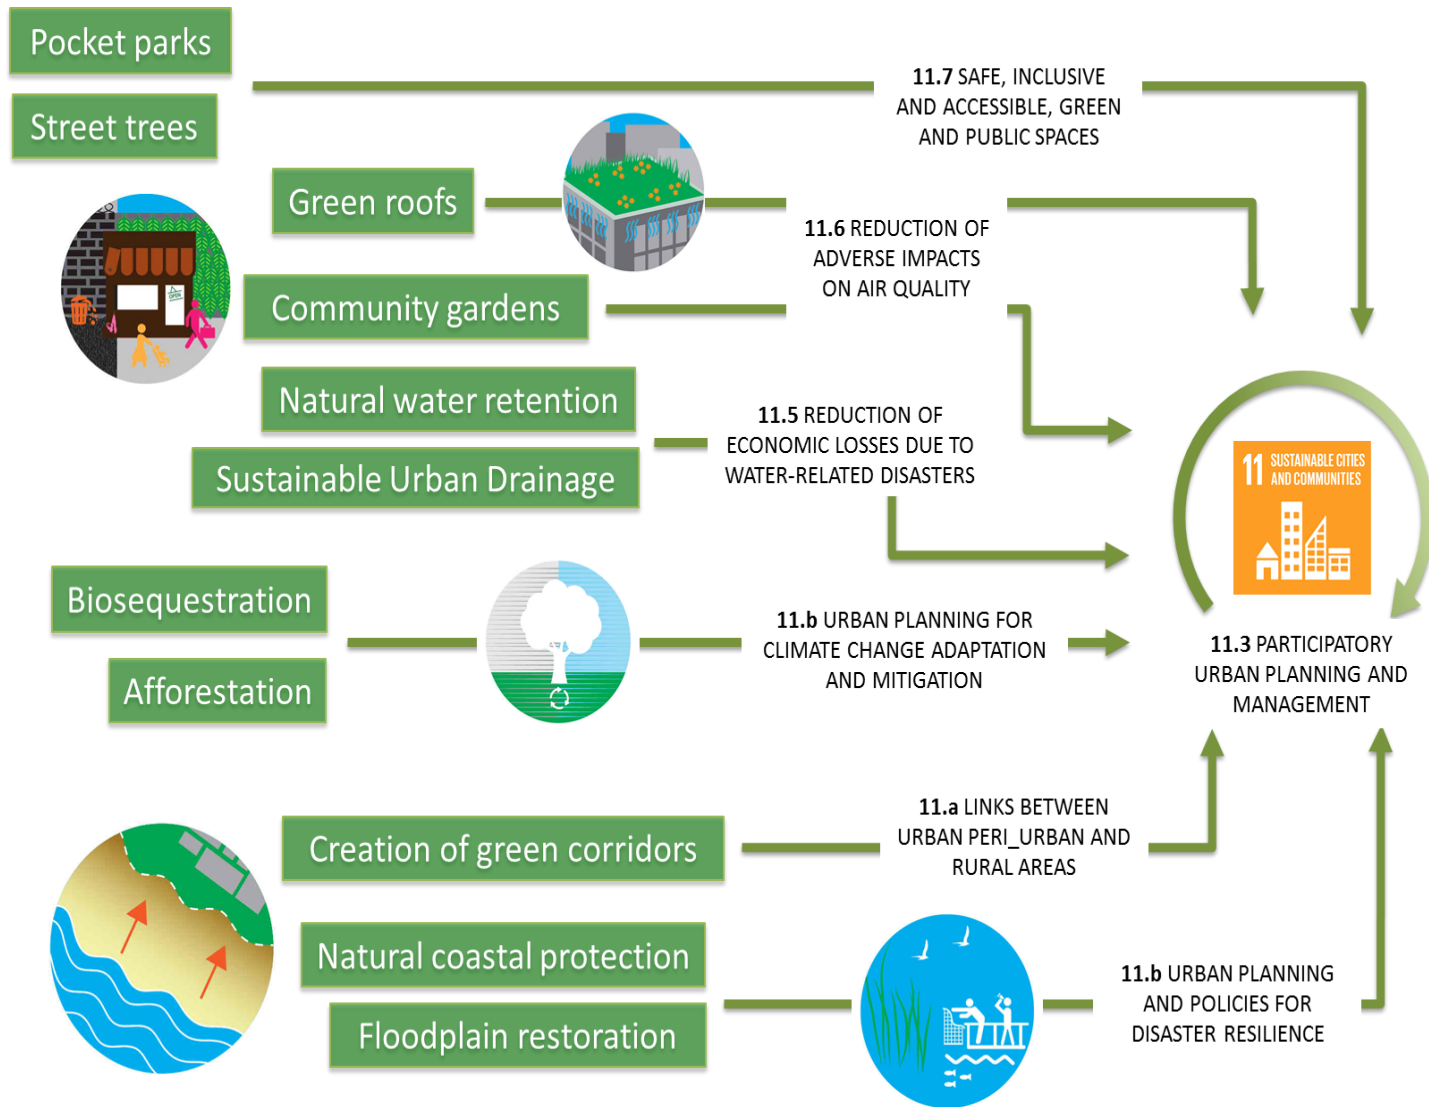 Pocket parks
Street trees
11.7 SAFE, INCLUSIVE
AND ACCESSIBLE, GREEN
AND PUBLIC SPACES
Green roofs
OPEN
Community gardens
11.6 REDUCTION OF
ADVERSE IMPACTS
ON AIR QUALITY
Natural water retention
Sustainable Urban Drainage
11.5 REDUCTION OF
ECONOMIC LOSSES DUE TO
WATER-RELATED DISASTERS
11 SUSTAINABLE CITIES
AND COMMUNITIES
Biosequestration
Afforestation
11.b URBAN PLANNING FOR
CLIMATE CHANGE ADAPTATION
AND MITIGATION
11.3 PARTICIPATORY
URBAN PLANNING AND
MANAGEMENT
Creation of green corridors
11.a LINKS BETWEEN
URBAN PERI_URBAN AND
RURAL AREAS
Natural coastal protection
Floodplain restoration
11.b URBAN PLANNING
AND POLICIES FOR
DISASTER RESILIENCE